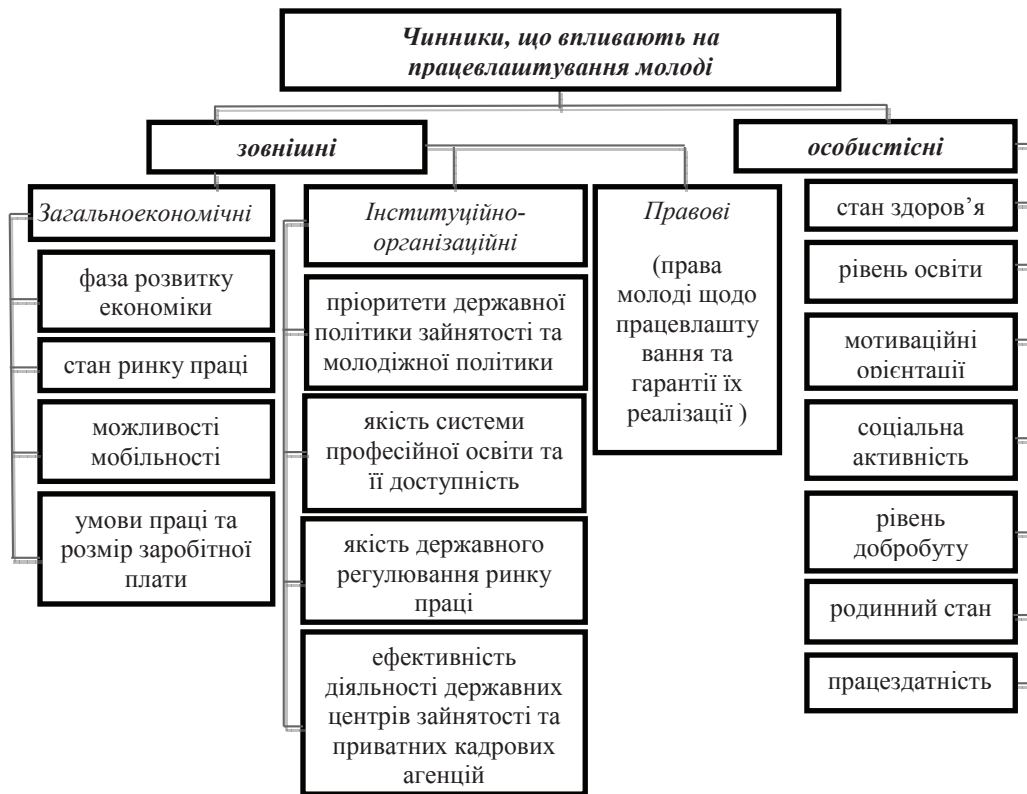 Чинники, що впливають на
працевлаштування молоді
зовнішні
особистісні
Загальноекономічні
фаза розвитку
економіки
стан ринку праці
можливості
мобільності
умови праці та
розмір заробітної
плати
Інституційно-
організаційні
пріоритети державної
політики зайнятості та
молодіжної політики
якість системи
професійної освіти та
її доступність
якість державного
регулювання ринку
праці
ефективність
діяльності державних
центрів зайнятості та
приватних кадрових
агенцій
Правові
(права
молоді щодо
працевлашту
вання та
гарантії їх
реалізації )
стан здоров’я
рівень освіти
мотиваційні
орієнтації
соціальна
активність
рівень
добробуту
родинний стан
працездатність